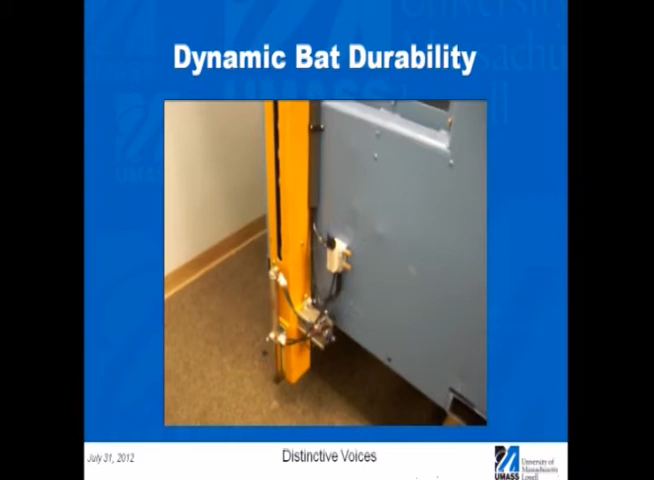 Dynamic Bat Durability
July 31, 2012
Distinctive Voices
UMASS
University of
Massachusetts
Lowell